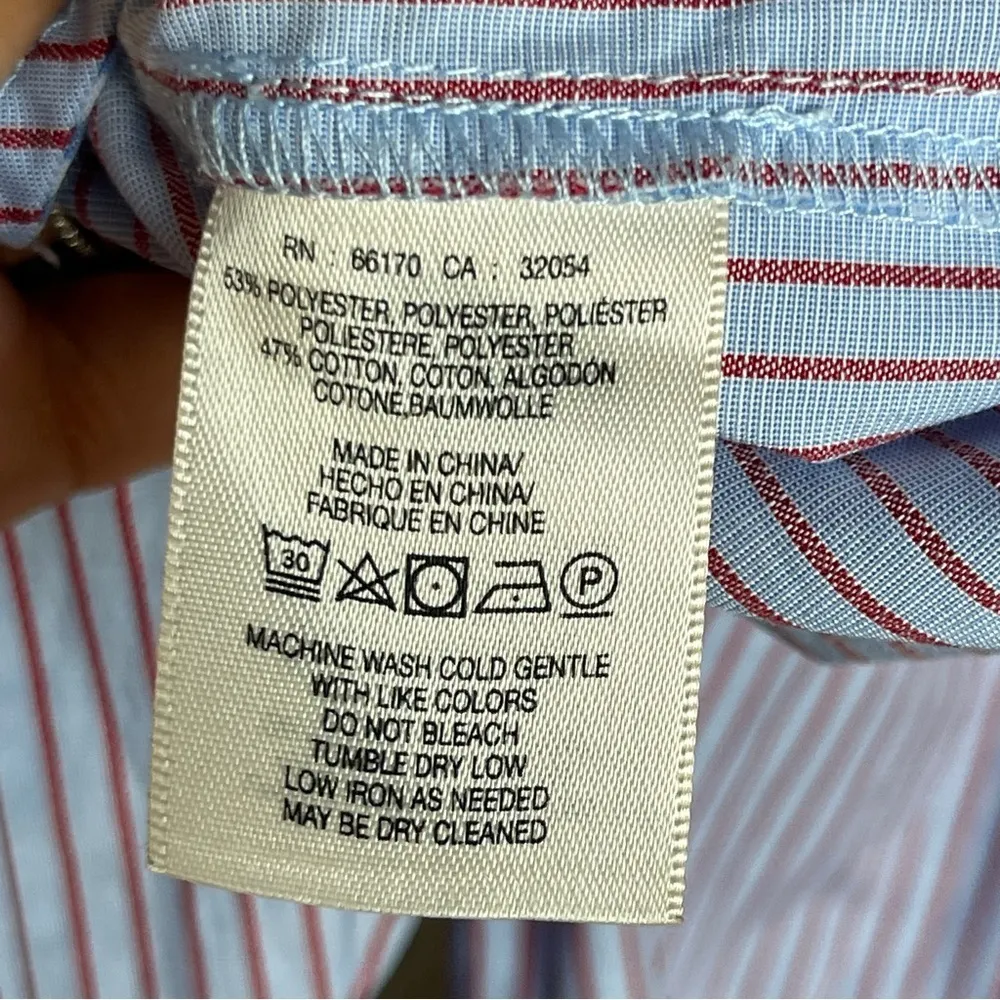 RN : 66170 CA : 32054
53% POLYESTER, POLYESTER, POLIÉSTER
POLIESTERE, POLYESTER
47% COTTON, COTON, ALGODÓN
COTONE,BAUMWOLLE
MADE IN CHINA/
HECHO EN CHINA/
FABRIQUE EN CHINE
30 P
MACHINE WASH COLD GENTLE
WITH LIKE COLORS
DO NOT BLEACH
TUMBLE DRY LOW
LOW IRON AS NEEDED
MAY BE DRY CLEANED